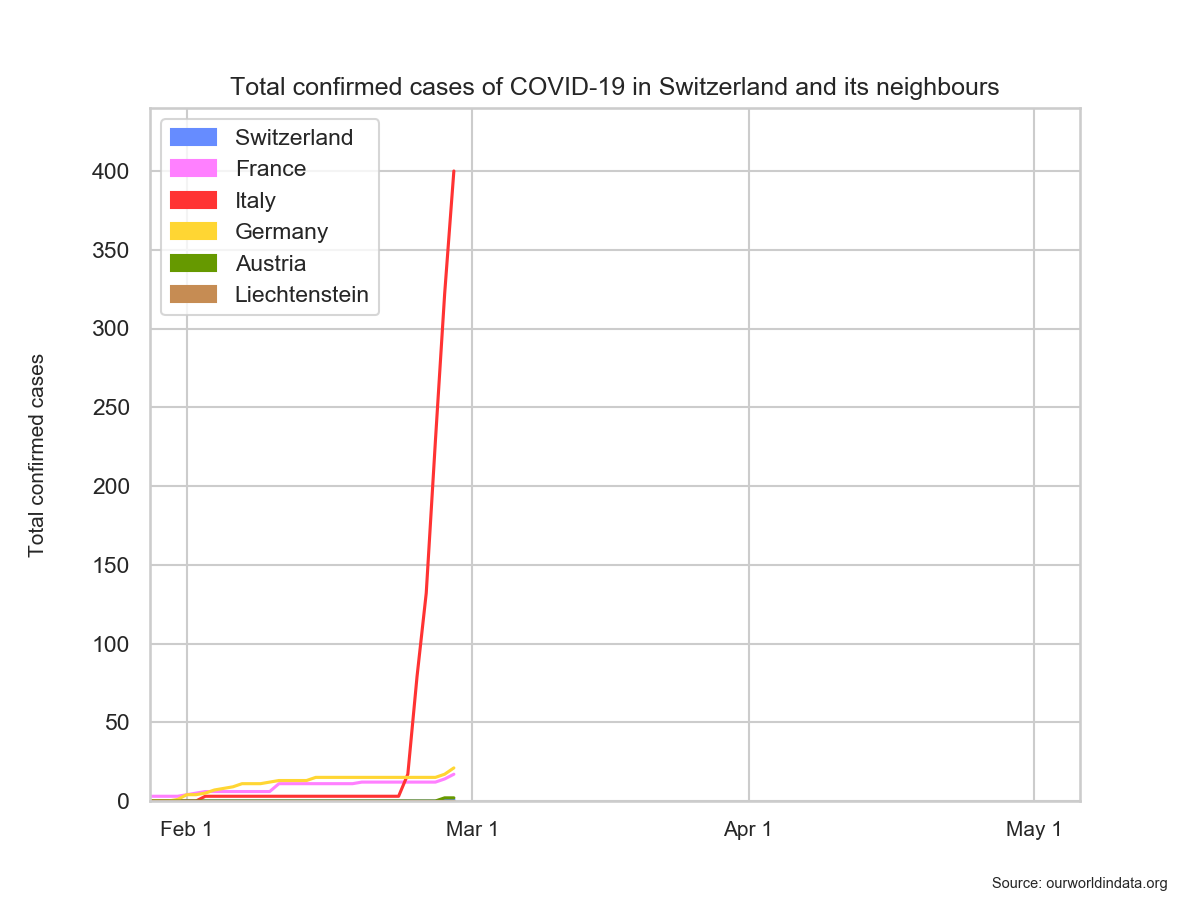 Total confirmed cases of COVID-19 in Switzerland and its neighbours
Switzerland
France
Italy
Germany
Austria
Liechtenstein
Total confirmed cases
400
350
300
250
200
150
100
50
0
Feb 1 Mar 1 Apr 1 May 1
Source: ourworldindata.org